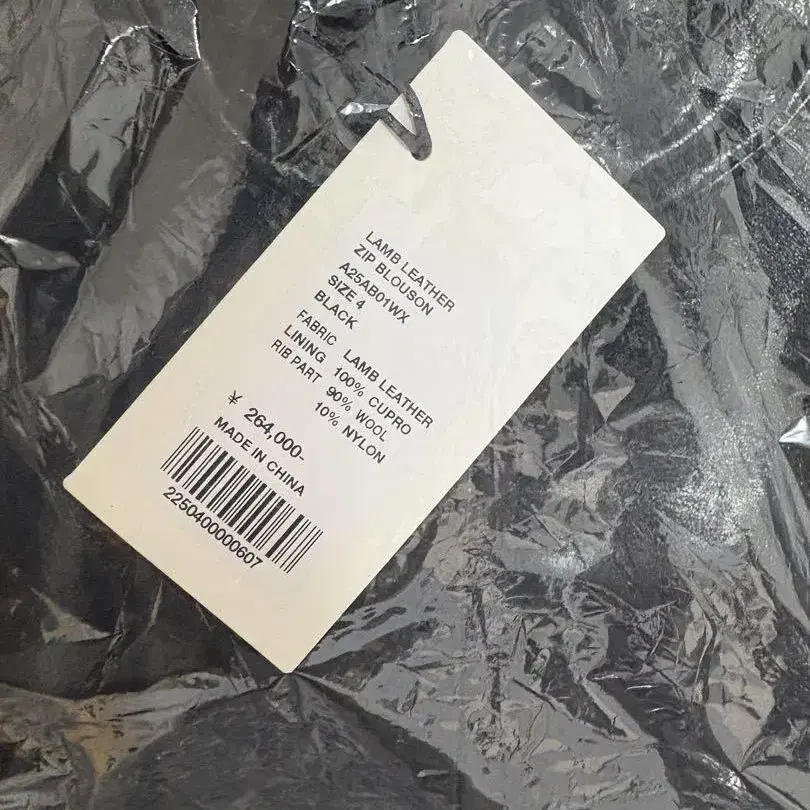 LAMB LEATHER
ZIP BLOUSON
A25AB01WX
SIZE 4
BLACK
FABRIC LAMB LEATHER
LINING 100% CUPRO
RIB PART 90% WOOL
10% NYLON
¥ 264,000-
MADE IN CHINA
2250400000607